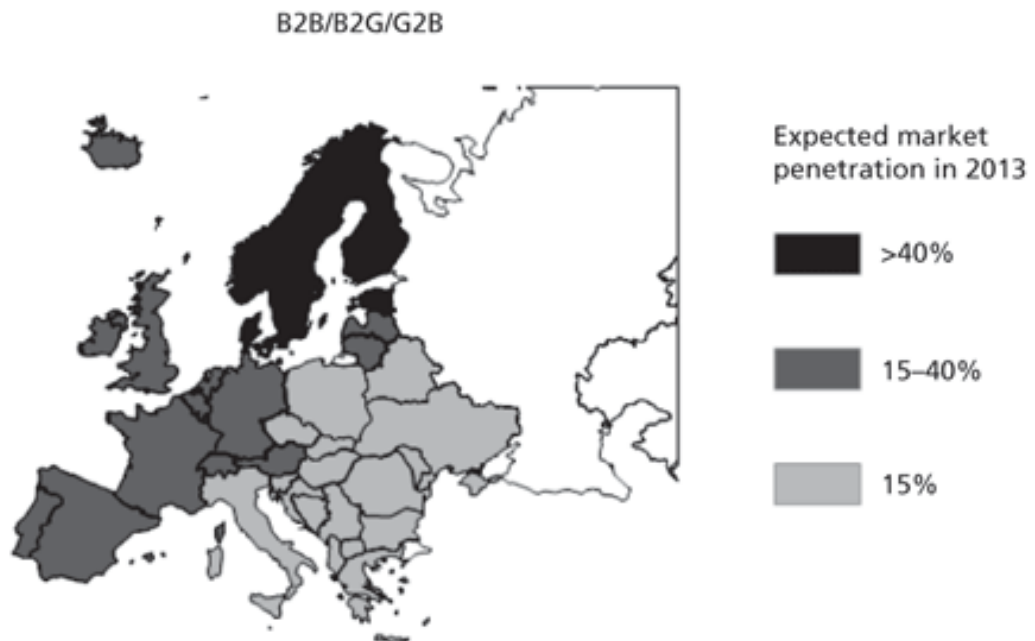 B2B/B2G/G2B
Expected market
penetration in 2013
>40%
15–40%
15%